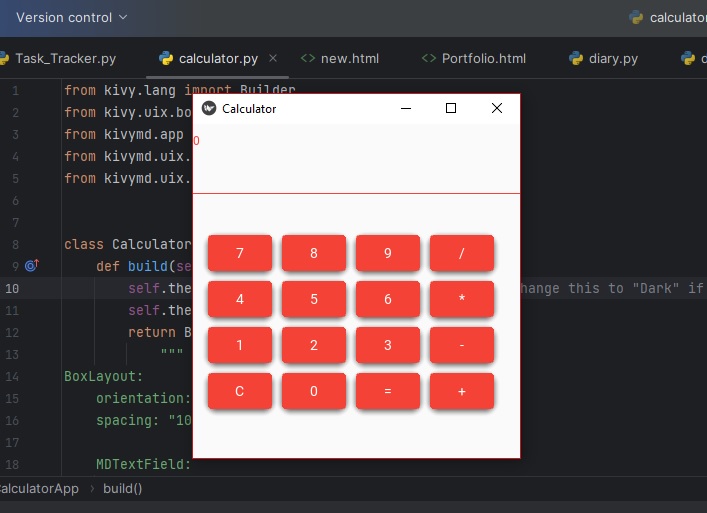 Version control
calculator
Task_Tracker.py
calculator.py
new.html
Portfolio.html
diary.py
1 from kivy.lang import Builder
2 from kivy.uix.bo
3 from kivymd.app
4 from kivymd.uix.
5 from kivymd.uix.
6
7
8 class Calculator
9 def build(se
10 self.the hange this to "Dark" if
11 self.the
12 return B
13 """
14 BoxLayout:
15 orientation:
16 spacing: "10
17
18 MDTextField:
Calculator
0
7 8 9 /
4 5 6 *
1 2 3 -
C 0 = +
CalculatorApp > build()